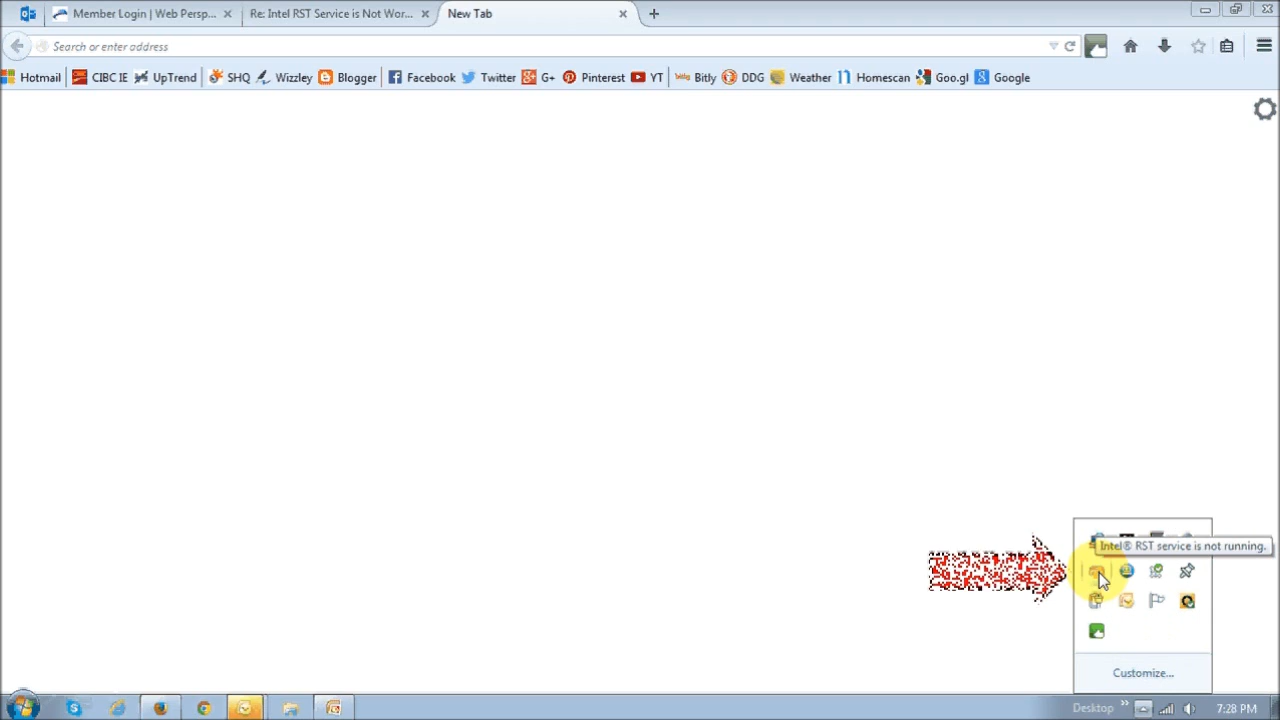 Member Login | Web Persp...
Re: Intel RST Service is Not Wor...
New Tab
Search or enter address
Hotmail
CIBC IE
UpTrend
SHQ
Wizzley
Blogger
Facebook
Twitter
G+
Pinterest
YT
Bitly
DDG
Weather
Homescan
Goo.gl
Google
Intel® RST service is not running.
Customize...
Desktop
7:28 PM